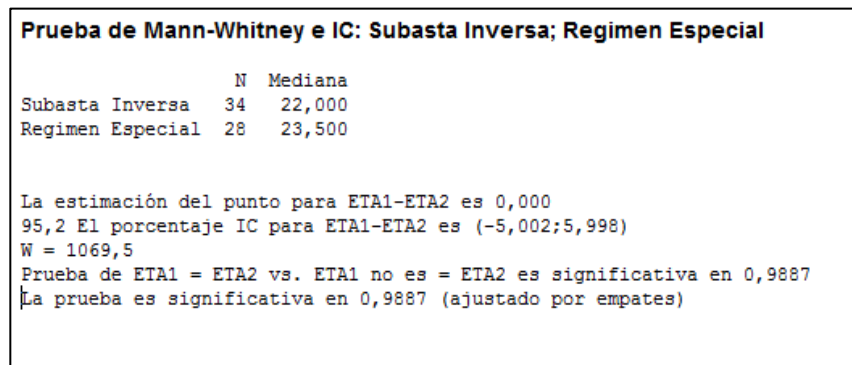 Prueba de Mann-Whitney e IC: Subasta Inversa; Regimen Especial
N Mediana
Subasta Inversa 34 22,000
Regimen Especial 28 23,500
La estimación del punto para ETA1-ETA2 es 0,000
95,2 El porcentaje IC para ETA1-ETA2 es (-5,002;5,998)
W = 1069,5
Prueba de ETA1 = ETA2 vs. ETA1 no es = ETA2 es significativa en 0,9887
La prueba es significativa en 0,9887 (ajustado por empates)